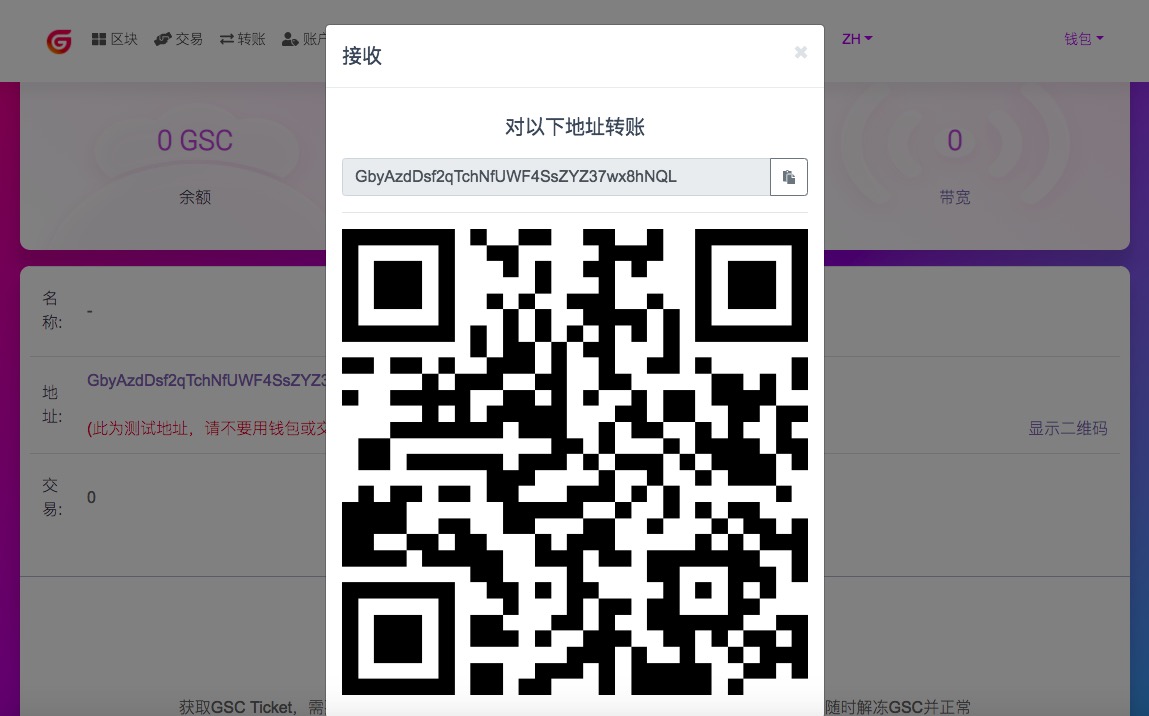 区块 交易 转账 账户
ZH
钱包
接收
×
对以下地址转账
GbyAzdDsf2qTchNfUWF4SsZYZ37wx8hNQL
0 GSC
余额
0
带宽
名称:
-
地址:
GbyAzdDsf2qTchNfUWF4SsZYZ3
(此为测试地址，请不要用钱包或交
显示二维码
交易:
0
获取GSC Ticket，需
随时解冻GSC并正常